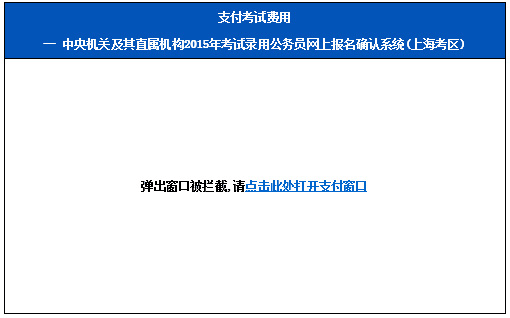 支付考试费用
— 中央机关及其直属机构2015年考试录用公务员网上报名确认系统(上海考区)
弹出窗口被拦截,请点击此处打开支付窗口